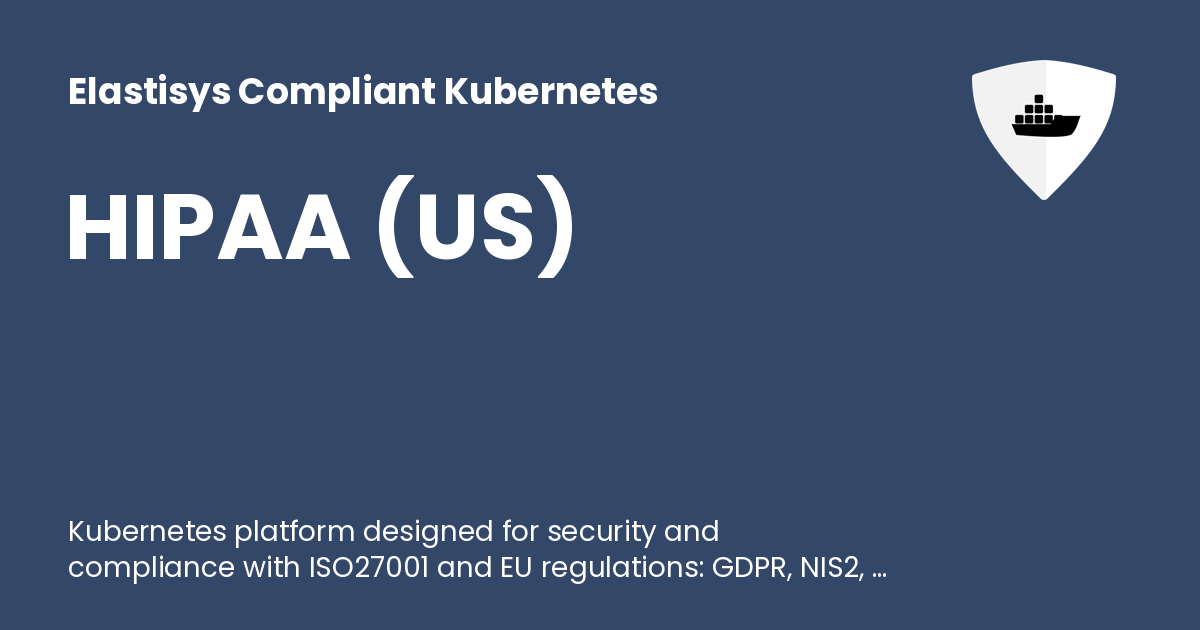 Elastisys Compliant Kubernetes
HIPAA (US)
Kubernetes platform designed for security and
compliance with ISO27001 and EU regulations: GDPR, NIS2, ...